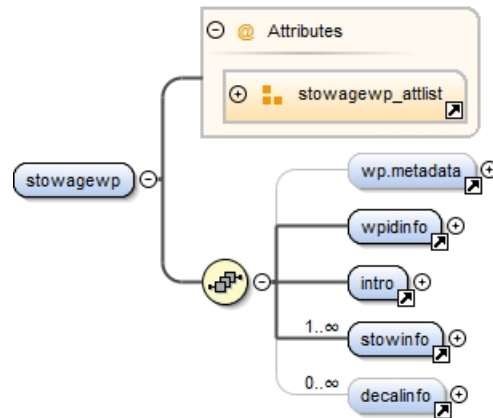 @ Attributes
stowagewp_attlist
stowagewp
wp.metadata
wpidinfo
intro
1..∞
stowinfo
0..∞
decalinfo